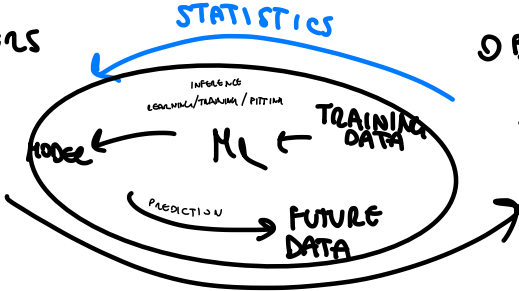 STATISTICS
INFERENCE
LEARNING/TRAINING/FITTING
TRAINING
DATA
ML
MODEL
PREDICTION
FUTURE
DATA